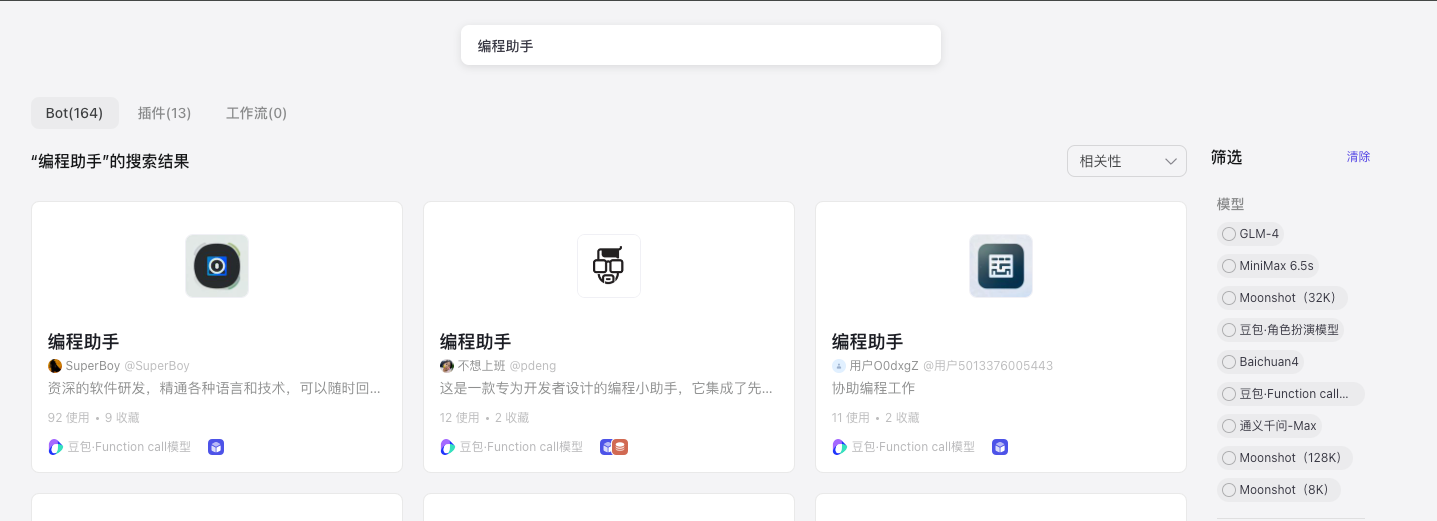 编程助手
Bot(164) 插件(13) 工作流(0)
“编程助手”的搜索结果
相关性
编程助手
SuperBoy @SuperBoy
资深的软件研发，精通各种语言和技术，可以随时回...
92 使用 • 9 收藏
豆包·Function call模型
编程助手
不想上班 @pdeng
这是一款专为开发者设计的编程小助手，它集成了先...
12 使用 • 2 收藏
豆包·Function call模型
编程助手
用户O0dxgZ @用户5013376005443
协助编程工作
11 使用 • 2 收藏
豆包·Function call模型
筛选 清除
模型
GLM-4
MiniMax 6.5s
Moonshot（32K）
豆包·角色扮演模型
Baichuan4
豆包·Function call...
通义千问-Max
Moonshot（128K）
Moonshot（8K）